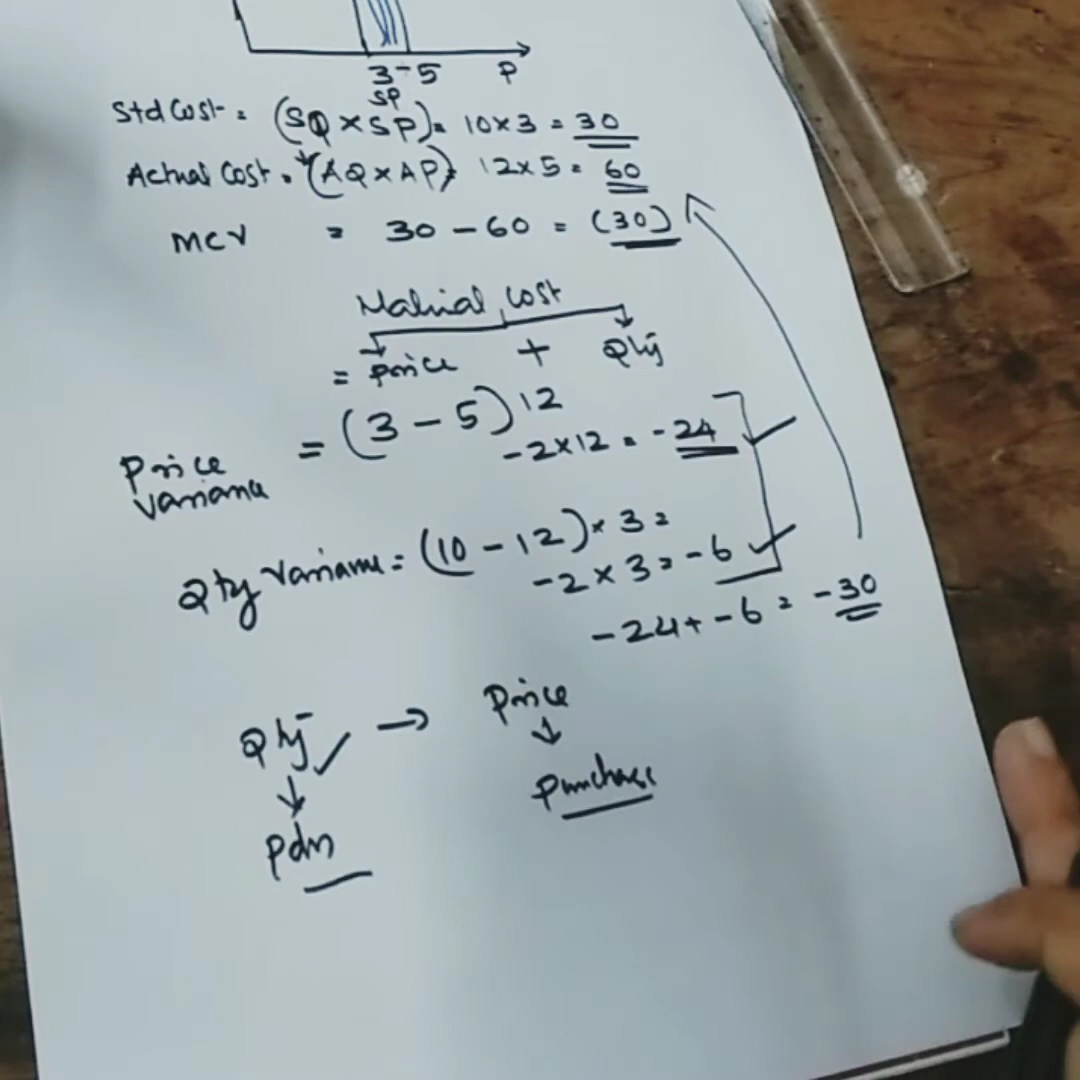 3 - 5 P
SP
Std Cost = (SQ × SP) = 10 × 3 = 30
Actual Cost = (AQ × AP) = 12 × 5 = 60
MCV = 30 - 60 = (30)
Material Cost
= Price + Qty
Price Variance = (3 - 5) 12
-2 × 12 = -24
Qty Variance = (10 - 12) × 3 =
-2 × 3 = -6
-24 + -6 = -30
Qty → Price
↓ ↓
Pdn Purchase